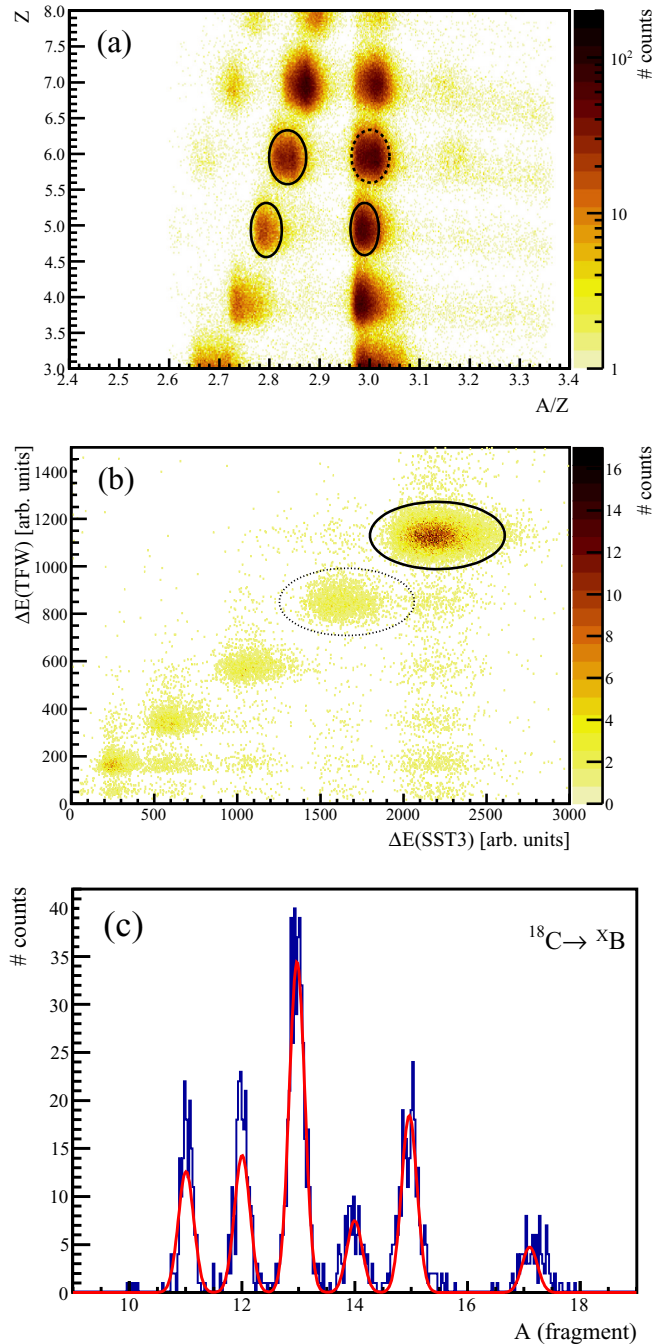 (a)
Z
8.0
7.5
7.0
6.5
6.0
5.5
5.0
4.5
4.0
3.5
3.0
2.4 2.5 2.6 2.7 2.8 2.9 3.0 3.1 3.2 3.3 3.4
A/Z
# counts
10²
10
1
(b)
ΔE(TFW) [arb. units]
1400
1200
1000
800
600
400
200
0
0 500 1000 1500 2000 2500 3000
ΔE(SST3) [arb. units]
# counts
16
14
12
10
8
6
4
2
0
(c)
¹⁸C→ ˣB
# counts
40
35
30
25
20
15
10
5
0
10 12 14 16 18
A (fragment)